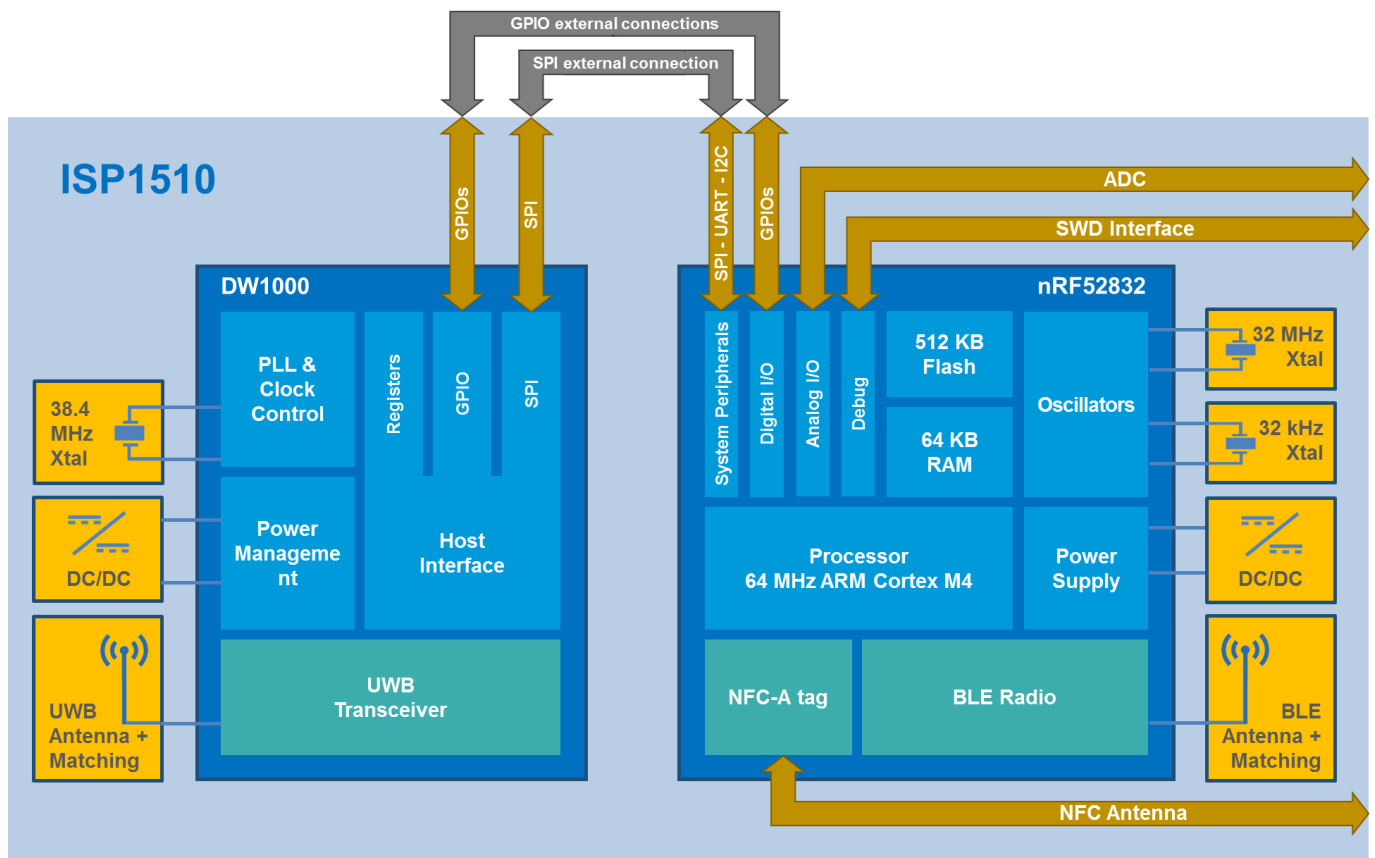 GPIO external connections
SPI external connection
ISP1510
GPIOs
SPI
SPI - UART - I2C
GPIOs
ADC
SWD Interface
DW1000
PLL &
Clock
Control
Registers
GPIO
SPI
Power
Manageme
nt
Host
Interface
UWB
Transceiver
38.4
MHz
Xtal
DC/DC
UWB
Antenna +
Matching
nRF52832
System Peripherals
Digital I/O
Analog I/O
Debug
512 KB
Flash
64 KB
RAM
Oscillators
Processor
64 MHz ARM Cortex M4
Power
Supply
NFC-A tag
BLE Radio
32 MHz
Xtal
32 kHz
Xtal
DC/DC
BLE
Antenna +
Matching
NFC Antenna